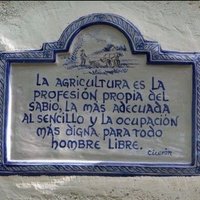 LA AGRICULTURA ES LA
PROFESIÓN PROPIA DEL
SABIO, LA MÁS ADECUADA
AL SENCILLO Y LA OCUPACIÓN
MÁS DIGNA PARA TODO
HOMBRE LIBRE.
Cicerón